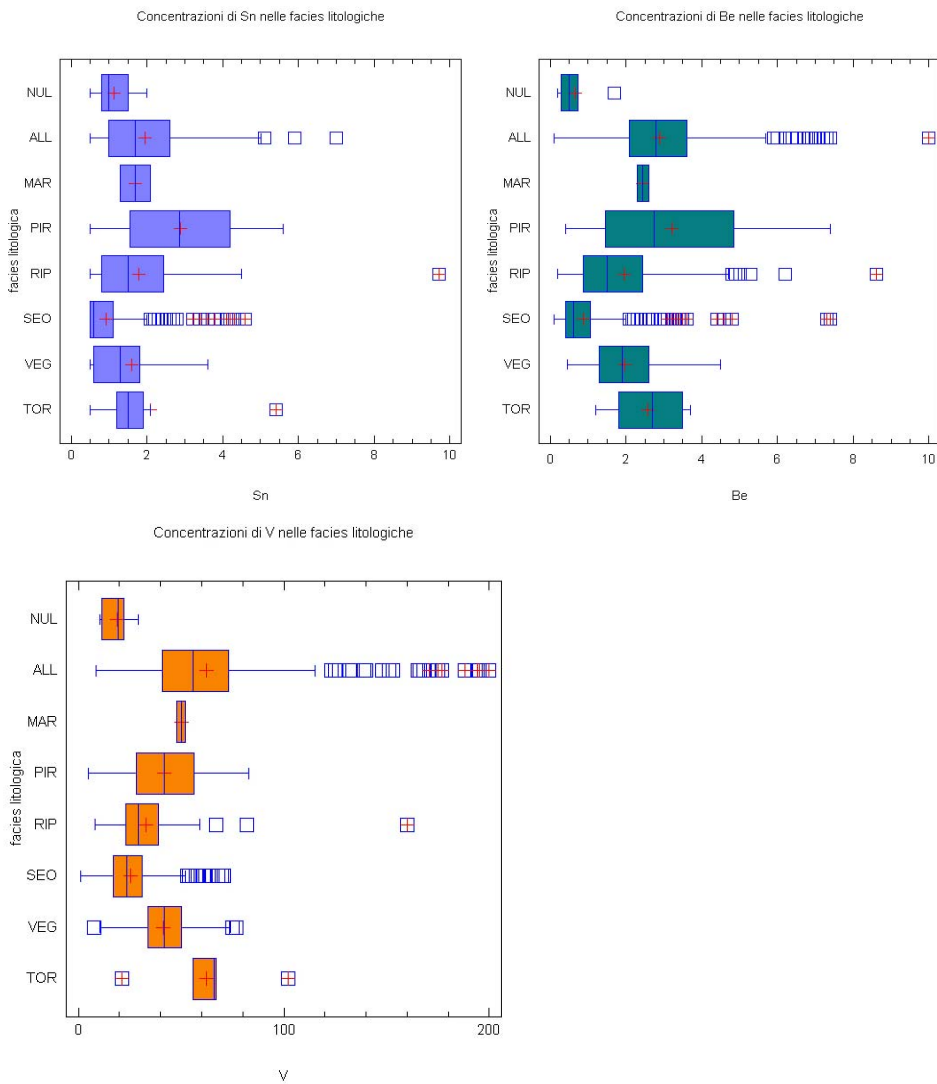 Concentrazioni di Sn nelle facies litologiche
facies litologica
NUL
ALL
MAR
PIR
RIP
SEO
VEG
TOR
0 2 4 6 8 10
Sn
Concentrazioni di Be nelle facies litologiche
facies litologica
NUL
ALL
MAR
PIR
RIP
SEO
VEG
TOR
0 2 4 6 8 10
Be
Concentrazioni di V nelle facies litologiche
facies litologica
NUL
ALL
MAR
PIR
RIP
SEO
VEG
TOR
0 100 200
V